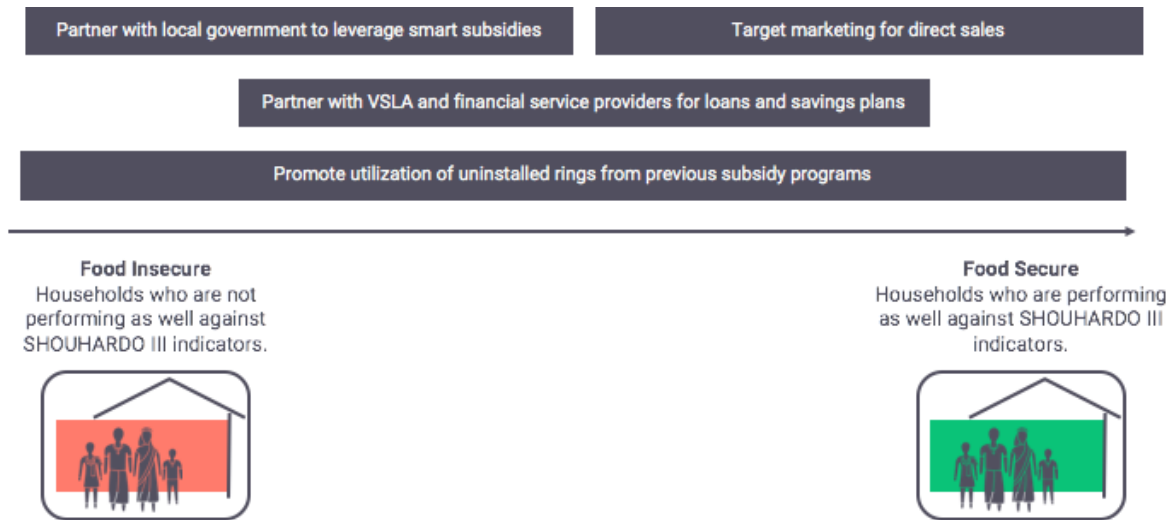 Partner with local government to leverage smart subsidies
Target marketing for direct sales
Partner with VSLA and financial service providers for loans and savings plans
Promote utilization of uninstalled rings from previous subsidy programs
Food Insecure
Households who are not
performing as well against
SHOUHARDO III indicators.
Food Secure
Households who are performing
as well against SHOUHARDO III
indicators.